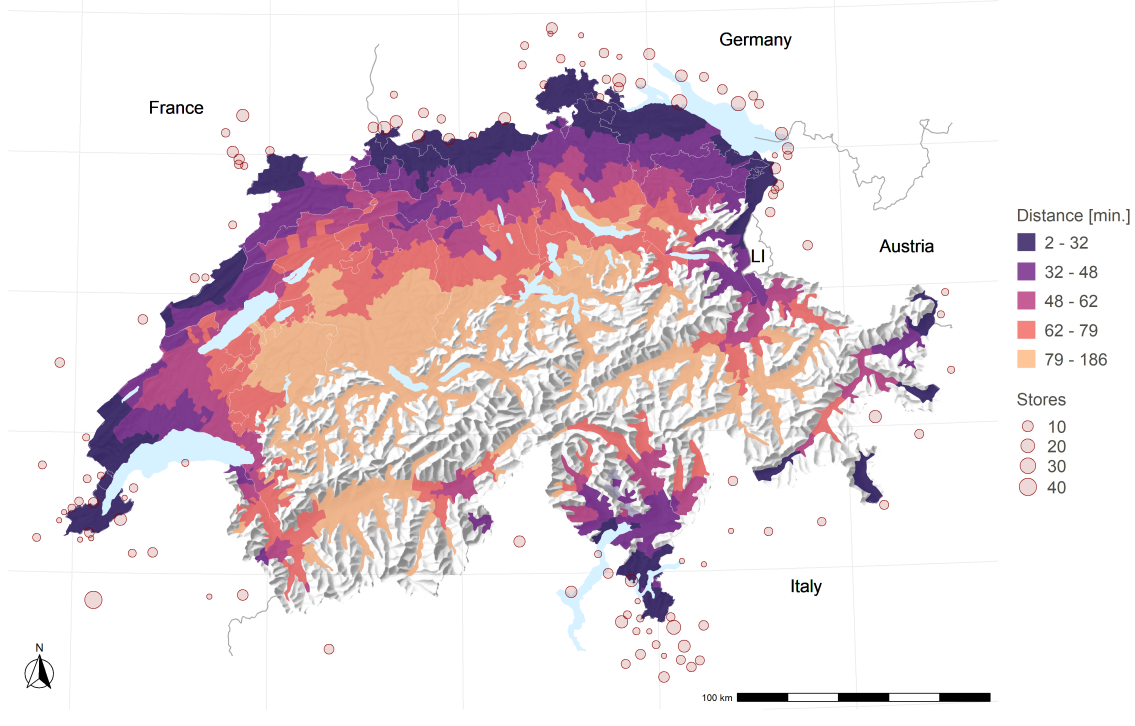 Germany
France
Austria
LI
Italy
N
100 km
Distance [min.]
2 - 32
32 - 48
48 - 62
62 - 79
79 - 186
Stores
10
20
30
40